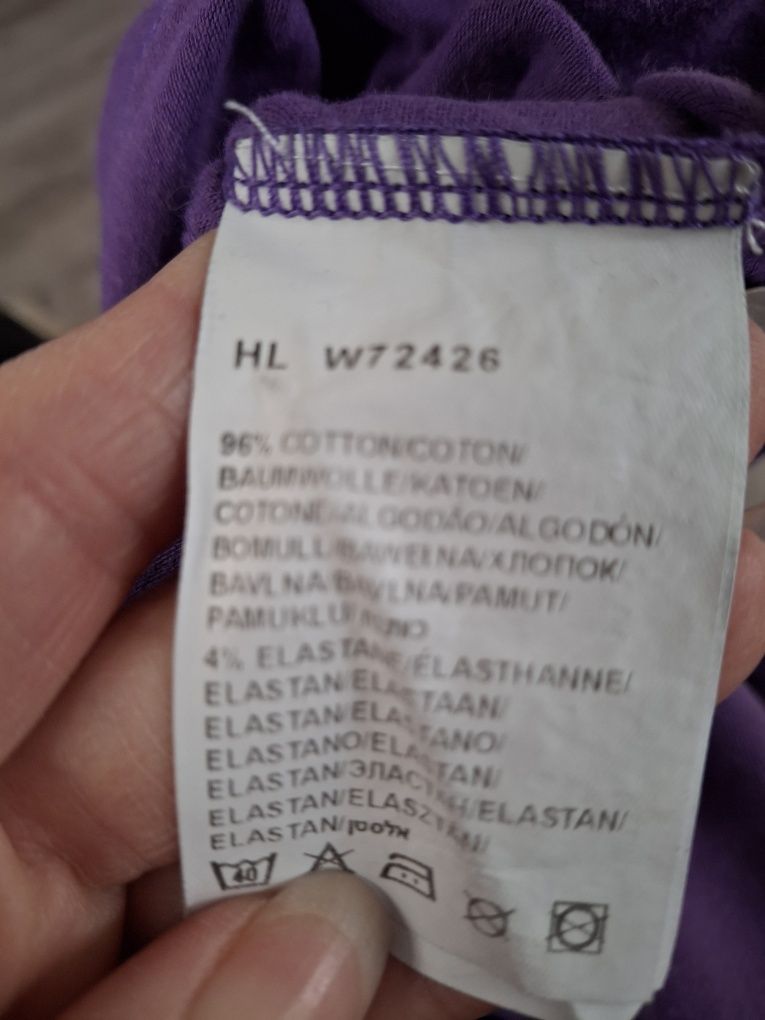 HL W72426
96% COTTON/COTON/
BAUMWOLLE/KATOEN/
COTONE/ALGODÃO/ALGODÓN/
BOMULL/BAWEŁNA/ХЛОПОК/
BAVLNA/BAVLNA/PAMUT/
PAMUKLU/
4% ELASTANE/ÉLASTHANNE/
ELASTAN/ELASTAAN/
ELASTAN/ELASTANO/
ELASTANO/ELASTAN/
ELASTAN/ЭЛАСТАН/ELASTAN/
ELASTAN/ELASZTÁN/
ELASTAN/אלסטן
40